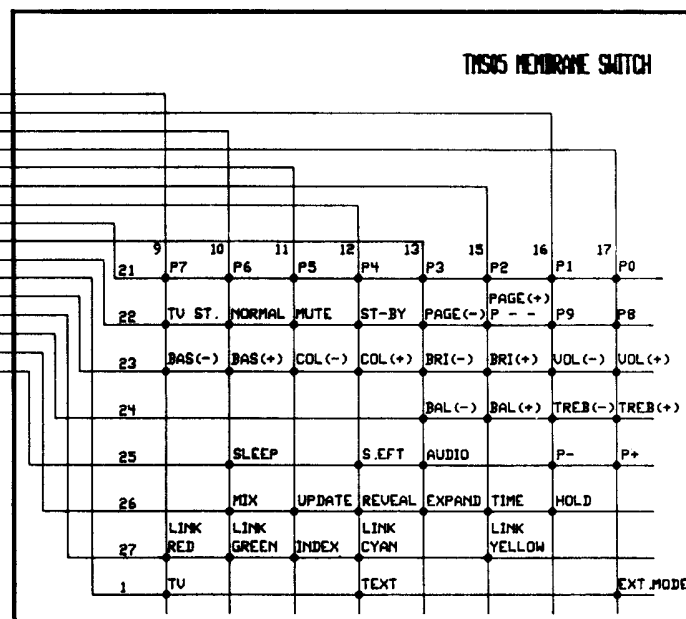 TMS05 MEMBRANE SWITCH
9 10 11 12 13 15 16 17
21 P7 P6 P5 P4 P3 P2 P1 P0
PAGE(+)
22 TV ST. NORMAL MUTE ST-BY PAGE(-) P - - P9 P8
23 BAS(-) BAS(+) COL(-) COL(+) BRI(-) BRI(+) VOL(-) VOL(+)
24 BAL(-) BAL(+) TREB(-) TREB(+)
25 SLEEP S.EFT AUDIO P- P+
26 MIX UPDATE REVEAL EXPAND TIME HOLD
LINK LINK LINK LINK
27 RED GREEN INDEX CYAN YELLOW
1 TV TEXT EXT.MODE